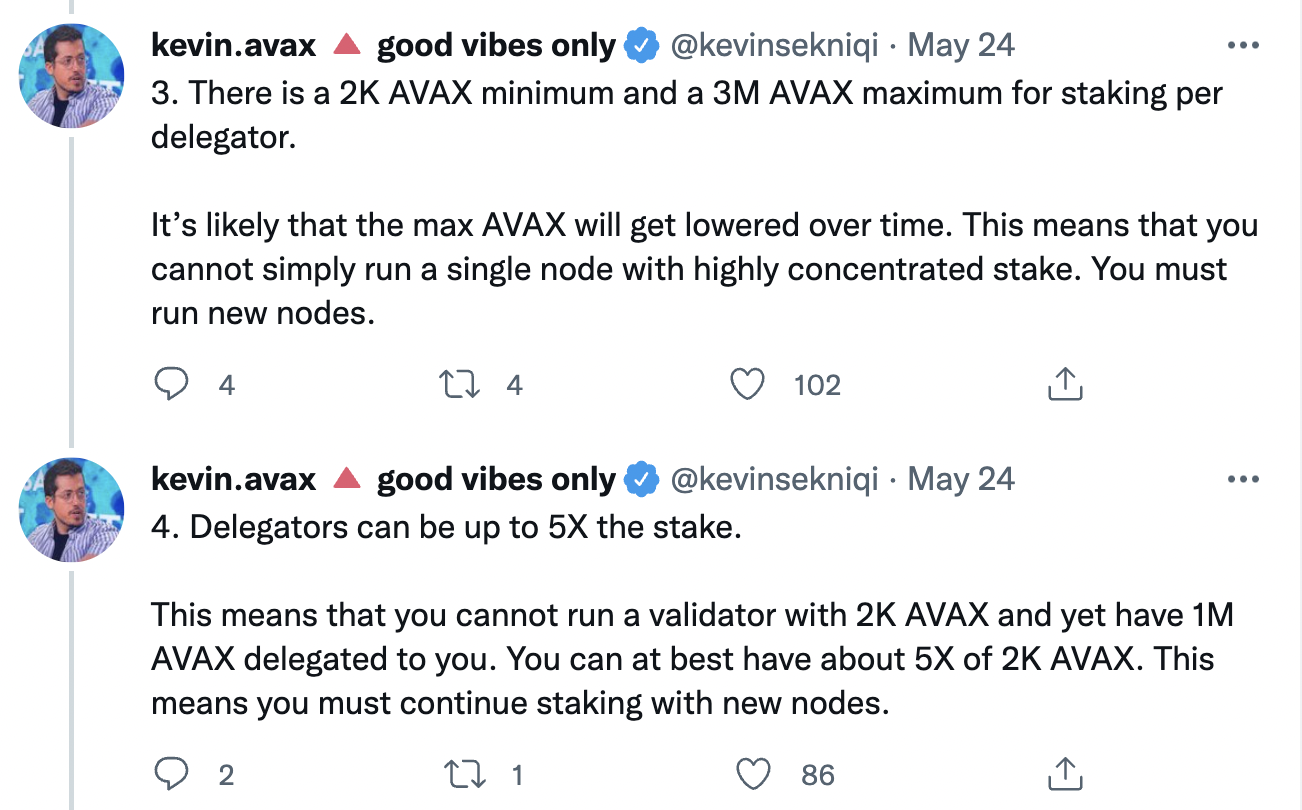 kevin.avax 🔺 good vibes only @kevinsekniqi · May 24
3. There is a 2K AVAX minimum and a 3M AVAX maximum for staking per
delegator.
It’s likely that the max AVAX will get lowered over time. This means that you
cannot simply run a single node with highly concentrated stake. You must
run new nodes.
4 4 102
kevin.avax 🔺 good vibes only @kevinsekniqi · May 24
4. Delegators can be up to 5X the stake.
This means that you cannot run a validator with 2K AVAX and yet have 1M
AVAX delegated to you. You can at best have about 5X of 2K AVAX. This
means you must continue staking with new nodes.
2 1 86